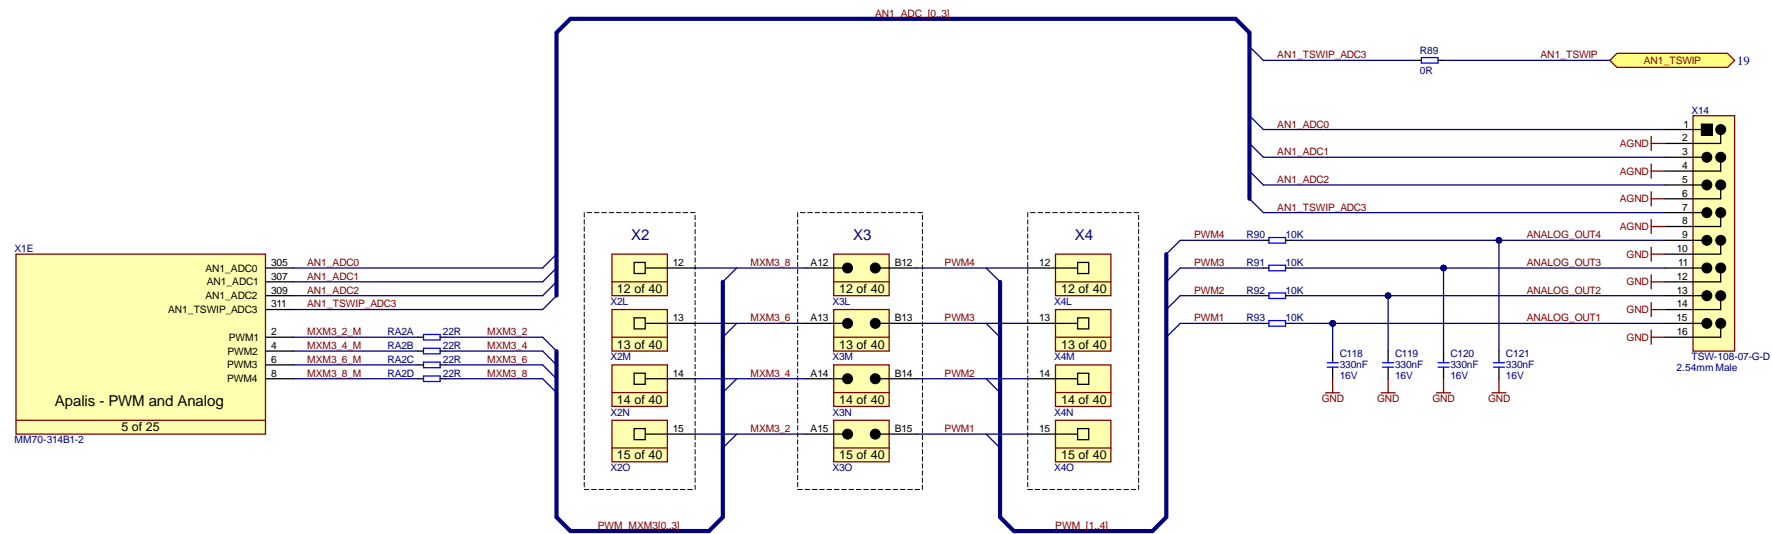 AN1_ADC_[0..3]
AN1_TSWIP_ADC3
R89
0R
AN1_TSWIP
AN1_TSWIP
19
X14
AN1_ADC0
1
AGND
2
AN1_ADC1
3
AGND
4
AN1_ADC2
5
AGND
6
AN1_TSWIP_ADC3
7
AGND
8
PWM4
R90
10K
ANALOG_OUT4
9
GND
10
PWM3
R91
10K
ANALOG_OUT3
11
GND
12
PWM2
R92
10K
ANALOG_OUT2
13
GND
14
PWM1
R93
10K
ANALOG_OUT1
15
GND
16
TSW-108-07-G-D
2.54mm Male
C118
330nF
16V
GND
C119
330nF
16V
GND
C120
330nF
16V
GND
C121
330nF
16V
GND
X1E
AN1_ADC0
305
AN1_ADC0
AN1_ADC1
307
AN1_ADC1
AN1_ADC2
309
AN1_ADC2
AN1_TSWIP_ADC3
311
AN1_TSWIP_ADC3
PWM1
2
MXM3_2_M
RA2A
22R
MXM3_2
PWM2
4
MXM3_4_M
RA2B
22R
MXM3_4
PWM3
6
MXM3_6_M
RA2C
22R
MXM3_6
PWM4
8
MXM3_8_M
RA2D
22R
MXM3_8
Apalis - PWM and Analog
5 of 25
MM70-314B1-2
X2
12
12 of 40
X2L
13
13 of 40
X2M
14
14 of 40
X2N
15
15 of 40
X2O
MXM3_8
MXM3_6
MXM3_4
MXM3_2
X3
A12
B12
12 of 40
X3L
A13
B13
13 of 40
X3M
A14
B14
14 of 40
X3N
A15
B15
15 of 40
X3O
PWM4
PWM3
PWM2
PWM1
X4
12
12 of 40
X4L
13
13 of 40
X4M
14
14 of 40
X4N
15
15 of 40
X4O
PWM_MXM3[0..3]
PWM_[1..4]